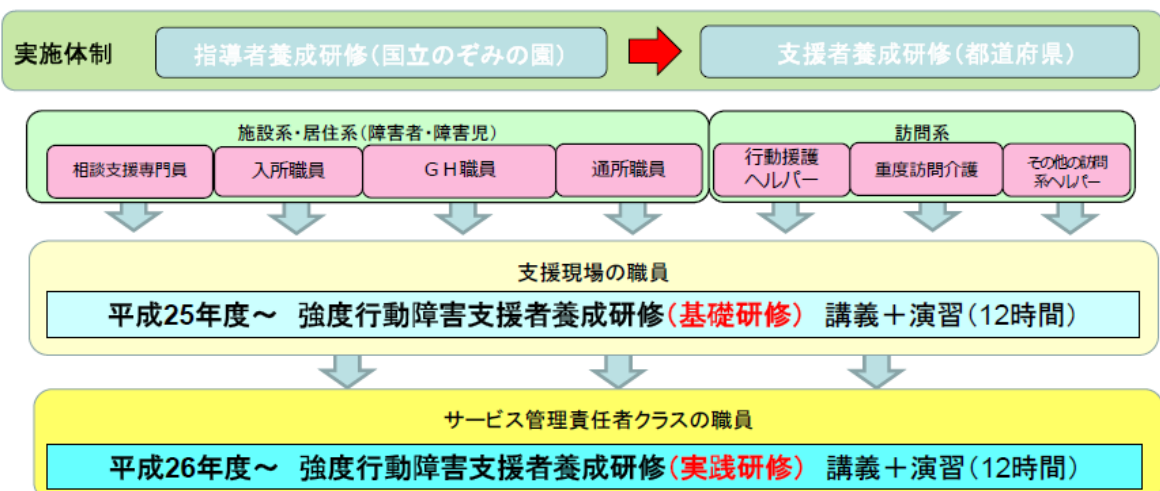 実施体制
指導者養成研修(国立のぞみの園)
支援者養成研修(都道府県)
施設系・居住系(障害者・障害児)
訪問系
相談支援専門員
入所職員
GH職員
通所職員
行動援護
ヘルパー
重度訪問介護
その他の訪問
系ヘルパー
支援現場の職員
平成25年度～ 強度行動障害支援者養成研修(基礎研修) 講義＋演習(12時間)
サービス管理責任者クラスの職員
平成26年度～ 強度行動障害支援者養成研修(実践研修) 講義＋演習(12時間)